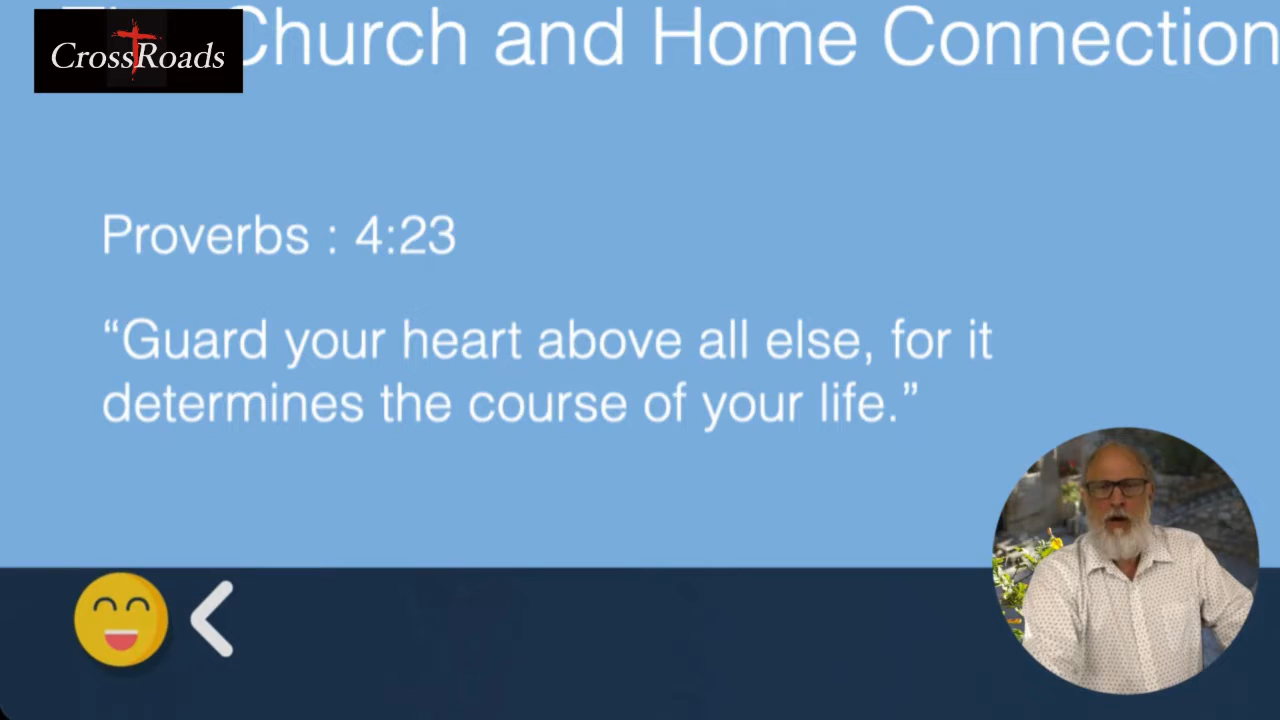 CrossRoads
Church and Home Connection
Proverbs : 4:23
“Guard your heart above all else, for it
determines the course of your life.”